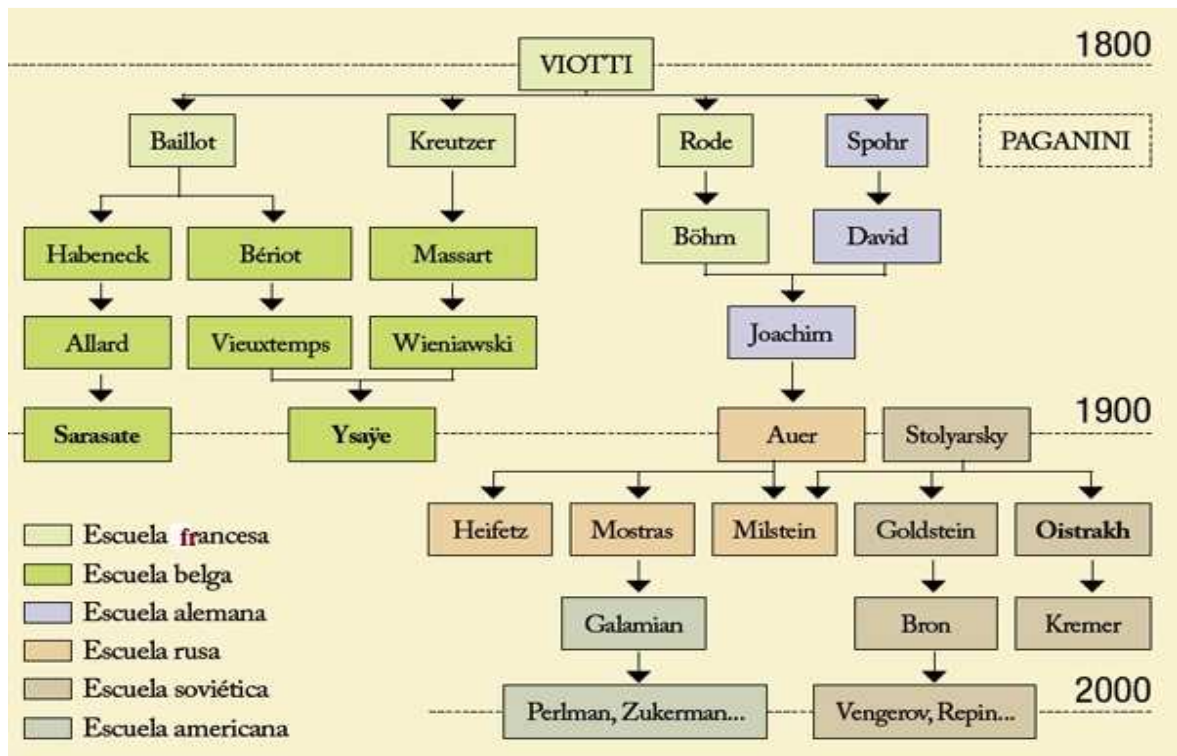 1800
VIOTTI
Baillot
Kreutzer
Rode
Spohr
PAGANINI
Habeneck
Bériot
Massart
Böhm
David
Allard
Vieuxtemps
Wieniawski
Joachim
1900
Sarasate
Ysaÿe
Auer
Stolyarsky
Heifetz
Mostras
Milstein
Goldstein
Oistrakh
Galamian
Bron
Kremer
2000
Perlman, Zukerman...
Vengerov, Repin...
Escuela francesa
Escuela belga
Escuela alemana
Escuela rusa
Escuela soviética
Escuela americana